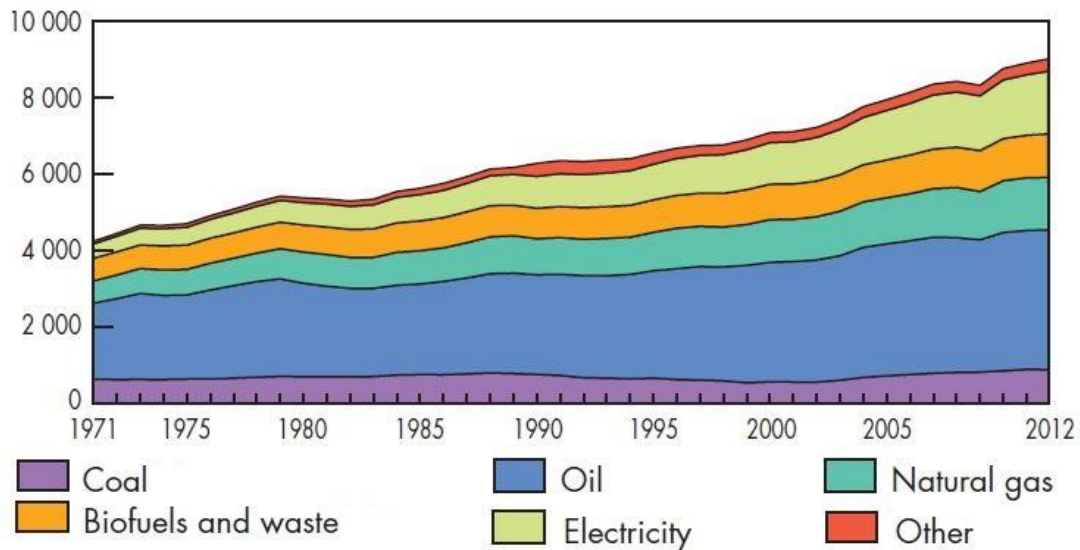 10 000
8 000
6 000
4 000
2 000
0
1971 1975 1980 1985 1990 1995 2000 2005 2012
Coal Oil Natural gas
Biofuels and waste Electricity Other